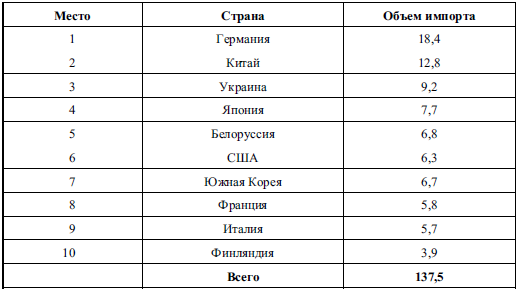 Место Страна Объем импорта
1 Германия 18,4
2 Китай 12,8
3 Украина 9,2
4 Япония 7,7
5 Белоруссия 6,8
6 США 6,3
7 Южная Корея 6,7
8 Франция 5,8
9 Италия 5,7
10 Финляндия 3,9
Всего 137,5